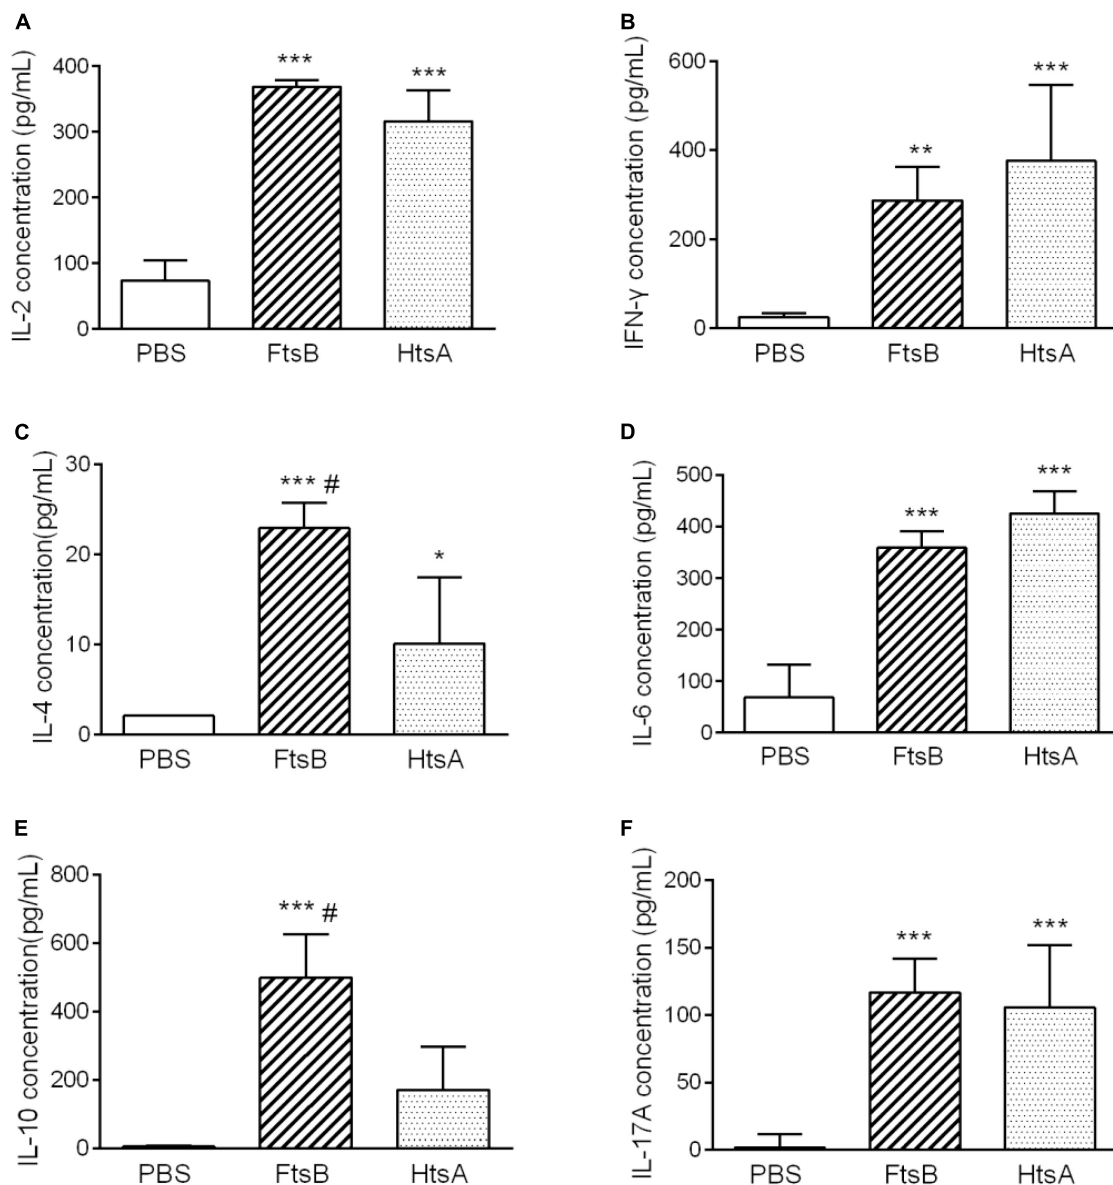 A
IL-2 concentration (pg/mL)
400
300
200
100
0
***
***
PBS FtsB HtsA
B
IFN-γ concentration (pg/mL)
600
400
200
0
**
***
PBS FtsB HtsA
C
IL-4 concentration(pg/mL)
30
20
10
0
*** #
*
PBS FtsB HtsA
D
IL-6 concentration (pg/mL)
500
400
300
200
100
0
***
***
PBS FtsB HtsA
E
IL-10 concentration(pg/mL)
800
600
400
200
0
*** #
PBS FtsB HtsA
F
IL-17A concentration (pg/mL)
200
150
100
50
0
***
***
PBS FtsB HtsA